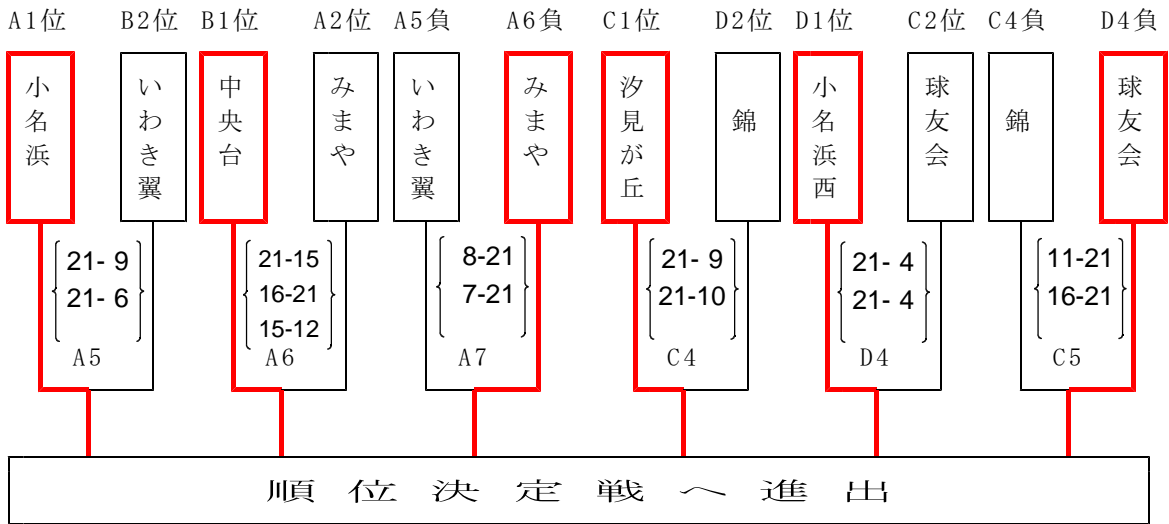 A1位 B2位 B1位 A2位 A5負 A6負 C1位 D2位 D1位 C2位 C4負 D4負
小名浜
いわき翼
中央台
みまや
いわき翼
みまや
汐見が丘
錦
小名浜西
球友会
錦
球友会
21- 9
21- 6
A5
21-15
16-21
15-12
A6
8-21
7-21
A7
21- 9
21-10
C4
21- 4
21- 4
D4
11-21
16-21
C5
順位決定戦へ進出